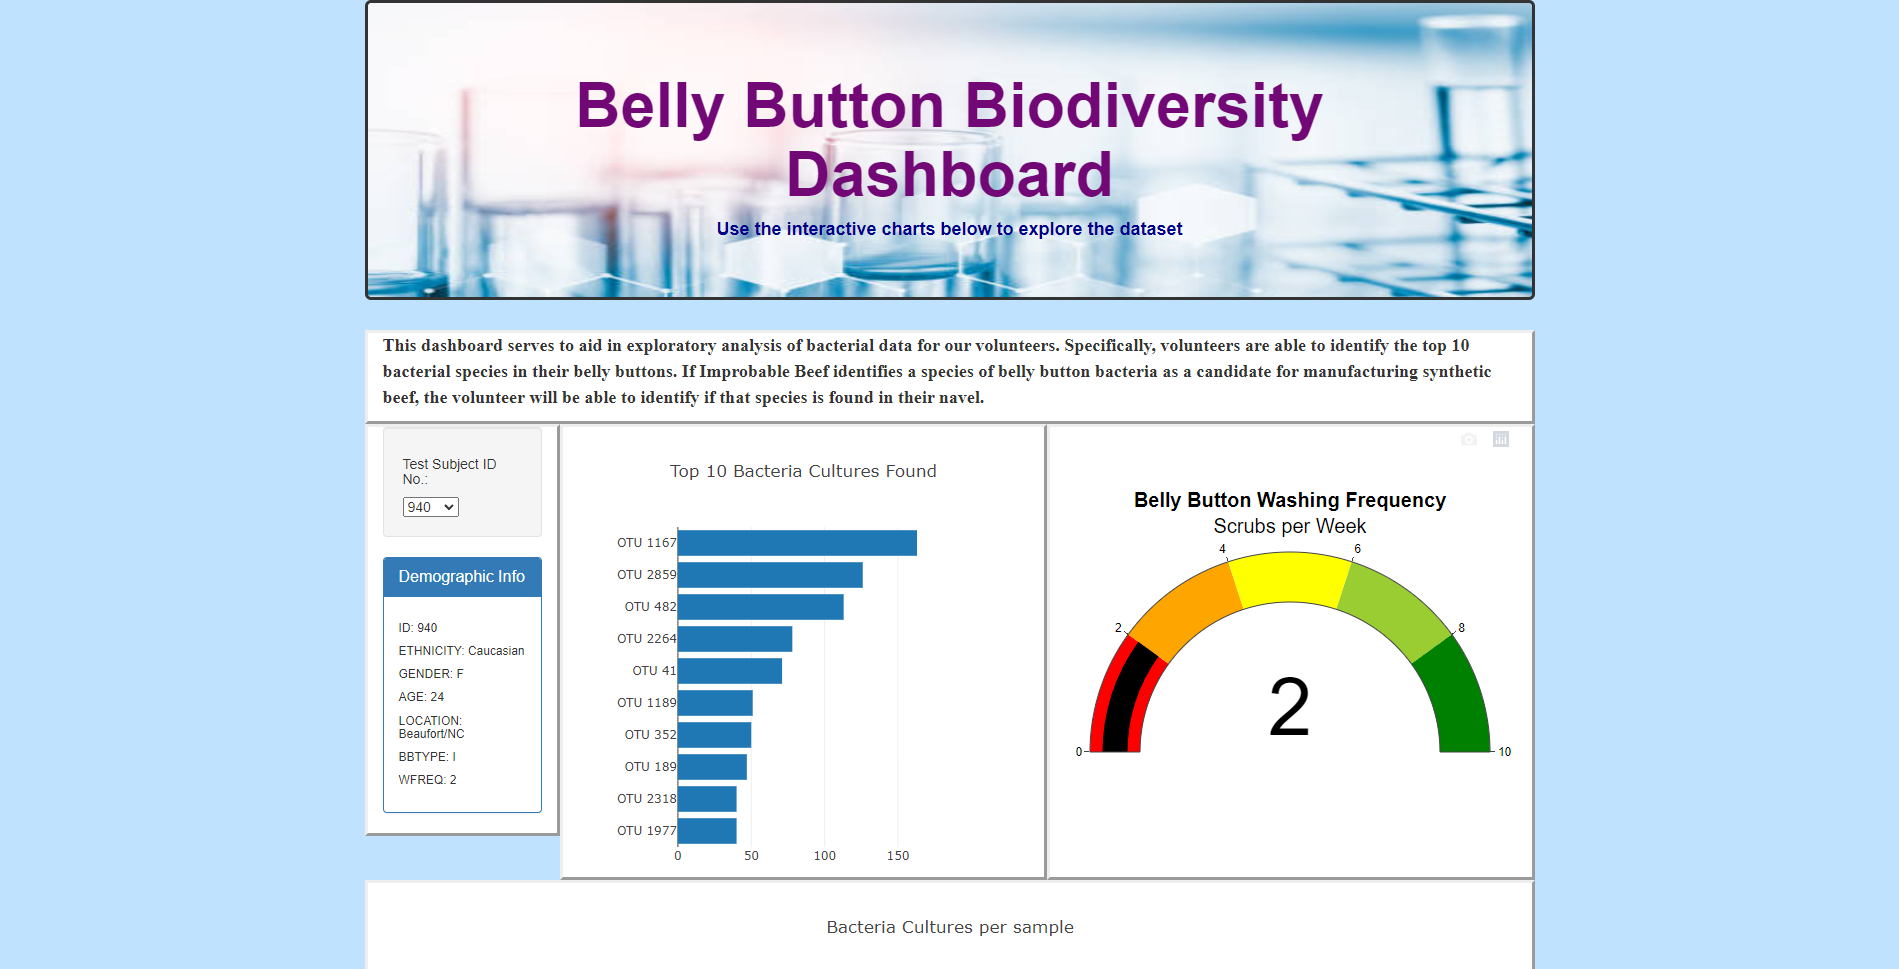 Belly Button Biodiversity
Dashboard
Use the interactive charts below to explore the dataset
This dashboard serves to aid in exploratory analysis of bacterial data for our volunteers. Specifically, volunteers are able to identify the top 10
bacterial species in their belly buttons. If Improbable Beef identifies a species of belly button bacteria as a candidate for manufacturing synthetic
beef, the volunteer will be able to identify if that species is found in their navel.
Test Subject ID
No.:
940
Demographic Info
ID: 940
ETHNICITY: Caucasian
GENDER: F
AGE: 24
LOCATION:
Beaufort/NC
BBTYPE: I
WFREQ: 2
Top 10 Bacteria Cultures Found
OTU 1167
OTU 2859
OTU 482
OTU 2264
OTU 41
OTU 1189
OTU 352
OTU 189
OTU 2318
OTU 1977
0 50 100 150
Belly Button Washing Frequency
Scrubs per Week
4 6
2 8
2
0 10
Bacteria Cultures per sample